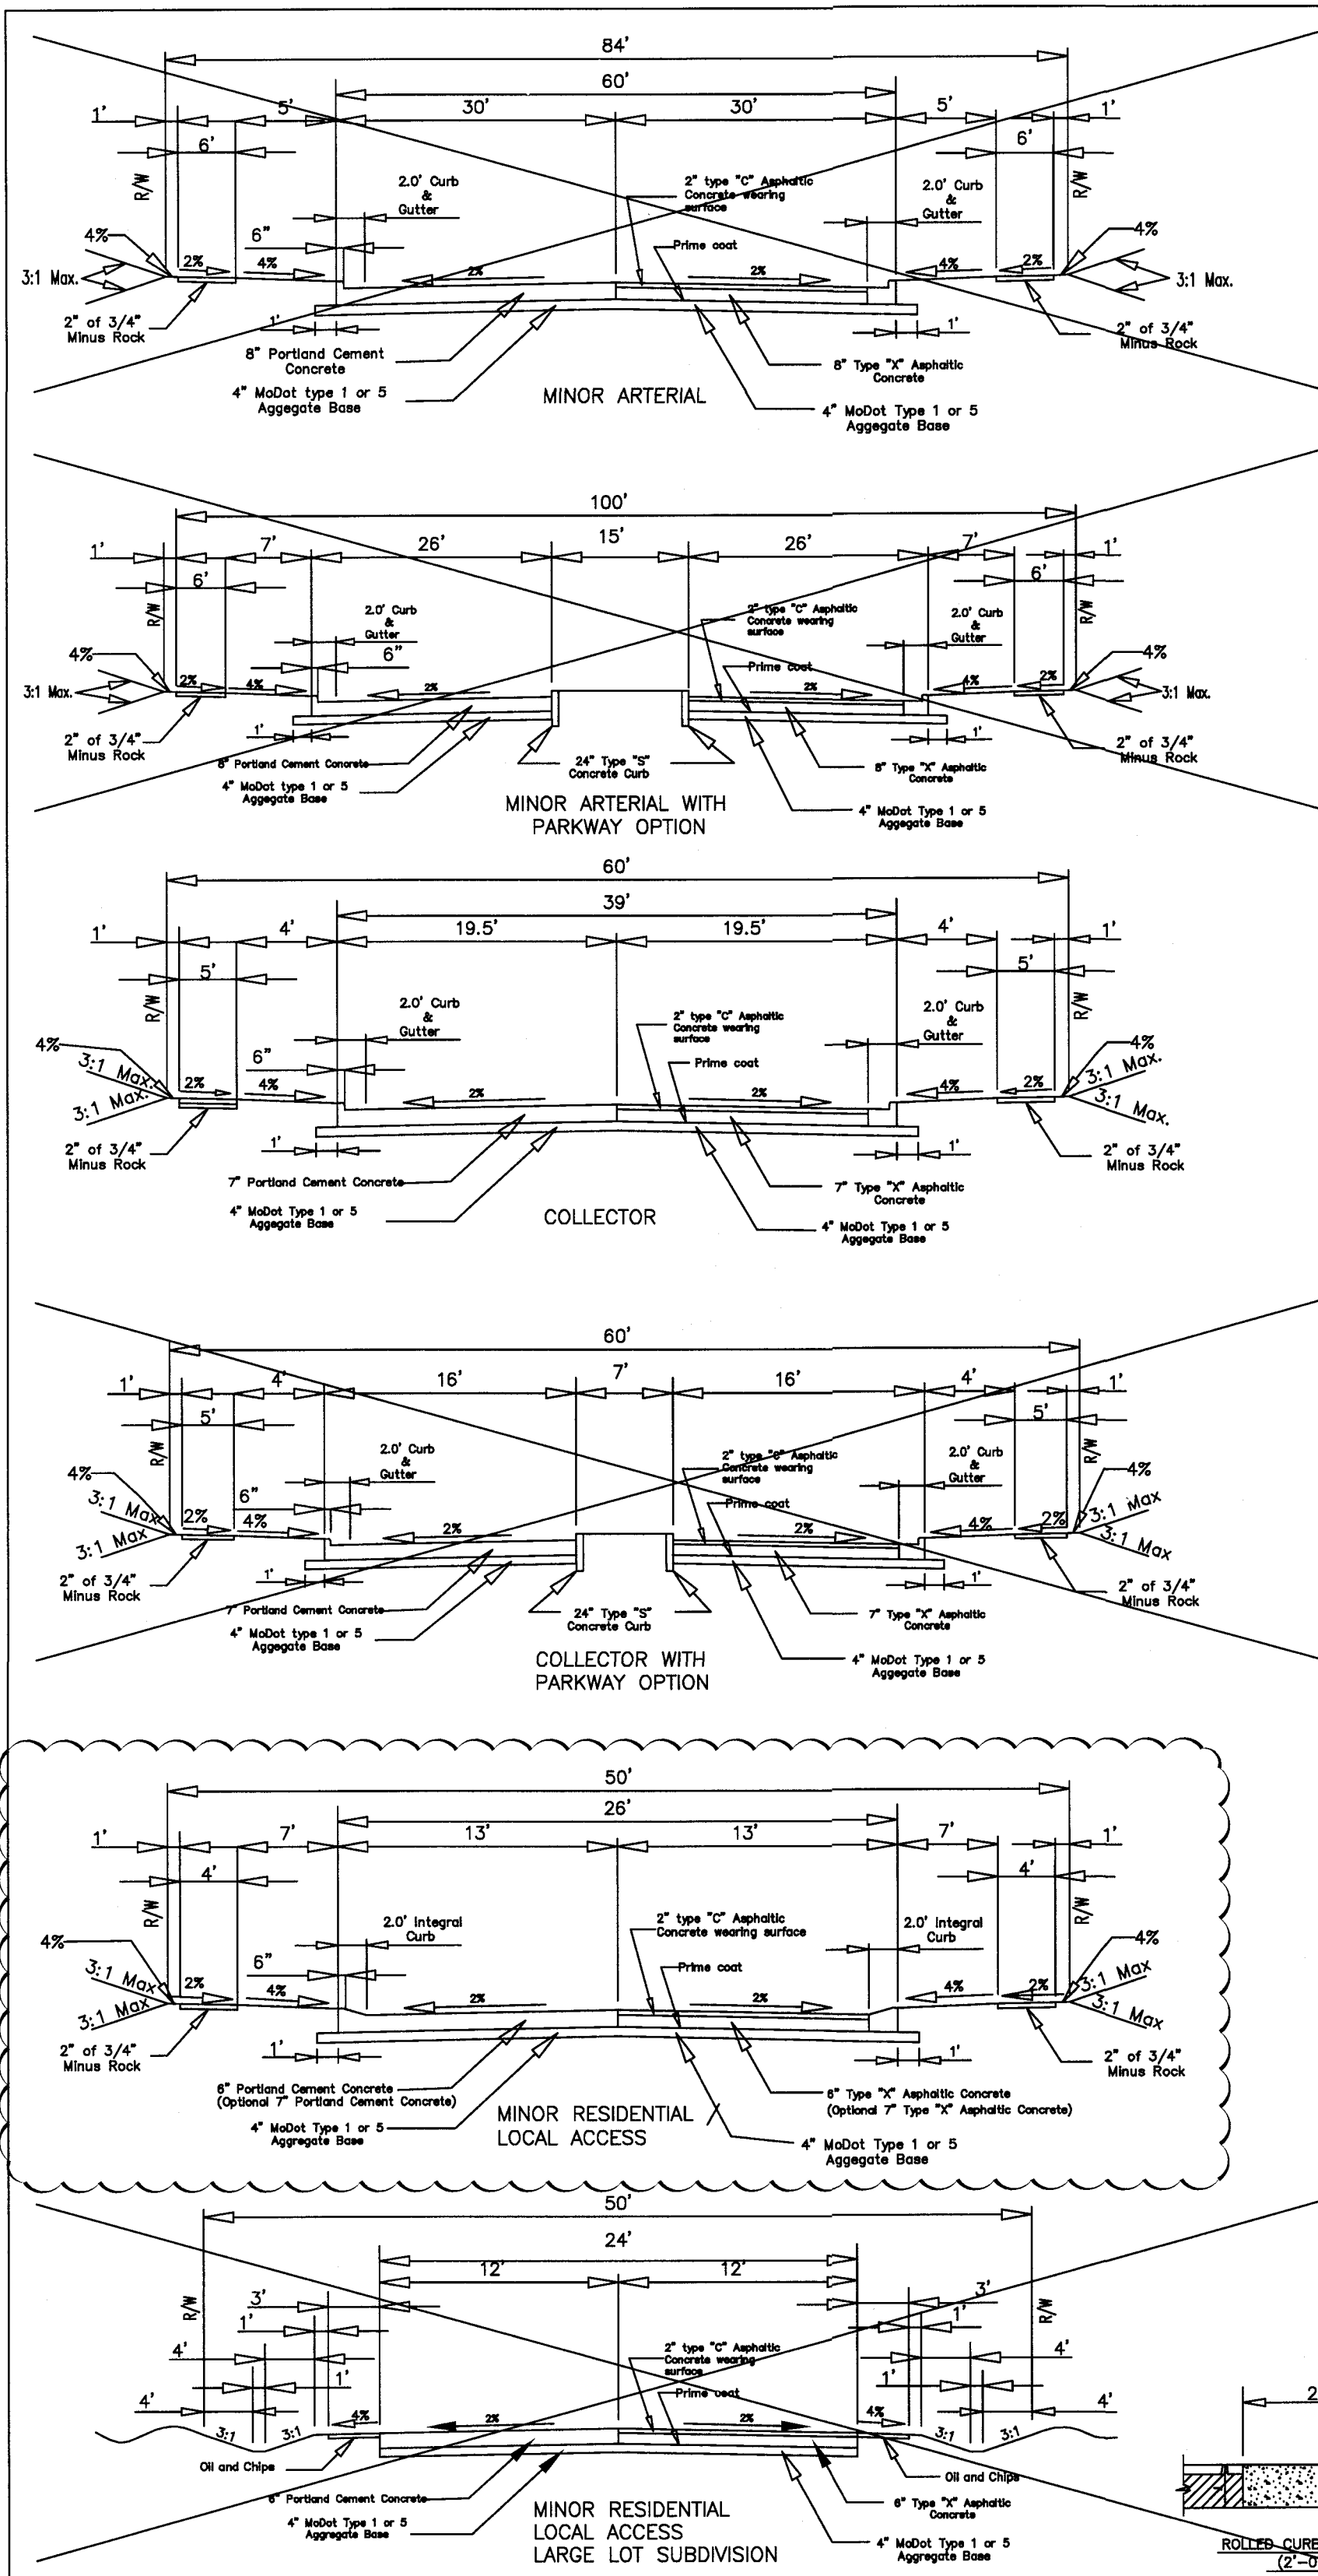 84'
60'
1' 5' 30' 30' 5' 1'
6' 6'
R/W R/W
2.0' Curb
&
Gutter
2" type "C" Asphaltic
Concrete wearing
surface
2.0' Curb
&
Gutter
6"
Prime coat
4% 4%
2% 4% 2% 2% 4% 2%
3:1 Max. 3:1 Max.
2" of 3/4"
Minus Rock
1' 1'
2" of 3/4"
Minus Rock
8" Portland Cement
Concrete
8" Type "X" Asphaltic
Concrete
4" MoDot type 1 or 5
Aggegate Base
MINOR ARTERIAL
4" MoDot Type 1 or 5
Aggegate Base
100'
1' 7' 26' 15' 26' 7' 1'
6' 6'
R/W R/W
2.0' Curb
&
Gutter
2" type "C" Asphaltic
Concrete wearing
surface
2.0' Curb
&
Gutter
6"
Prime coat
4% 4%
2% 4% 2% 2% 4% 2%
3:1 Max. 3:1 Max.
2" of 3/4"
Minus Rock
1' 1'
2" of 3/4"
Minus Rock
8" Portland Cement Concrete
24" Type "S"
Concrete Curb
8" Type "X" Asphaltic
Concrete
4" MoDot type 1 or 5
Aggegate Base
MINOR ARTERIAL WITH
PARKWAY OPTION
4" MoDot Type 1 or 5
Aggegate Base
60'
39'
1' 4' 19.5' 19.5' 4' 1'
5' 5'
R/W R/W
2.0' Curb
&
Gutter
2" type "C" Asphaltic
Concrete wearing
surface
2.0' Curb
&
Gutter
6"
Prime coat
4% 4%
3:1 Max. 3:1 Max.
2% 4% 2% 2% 4% 2%
3:1 Max. 3:1 Max.
2" of 3/4"
Minus Rock
1' 1'
2" of 3/4"
Minus Rock
7" Portland Cement Concrete
7" Type "X" Asphaltic
Concrete
4" MoDot Type 1 or 5
Aggegate Base
COLLECTOR
4" MoDot Type 1 or 5
Aggegate Base
60'
1' 4' 16' 7' 16' 4' 1'
5' 5'
R/W R/W
2.0' Curb
&
Gutter
2" type "C" Asphaltic
Concrete wearing
surface
2.0' Curb
&
Gutter
6"
Prime coat
4% 4%
3:1 Max 3:1 Max
2% 4% 2% 2% 4% 2%
3:1 Max 3:1 Max
2" of 3/4"
Minus Rock
1' 1'
2" of 3/4"
Minus Rock
7" Portland Cement Concrete
24" Type "S"
Concrete Curb
7" Type "X" Asphaltic
Concrete
4" MoDot type 1 or 5
Aggegate Base
COLLECTOR WITH
PARKWAY OPTION
4" MoDot Type 1 or 5
Aggegate Base
50'
26'
1' 7' 13' 13' 7' 1'
4' 4'
R/W R/W
2.0' Integral
Curb
2" type "C" Asphaltic
Concrete wearing surface
2.0' Integral
Curb
6"
Prime coat
4% 4%
3:1 Max 3:1 Max
2% 4% 2% 2% 4% 2%
3:1 Max 3:1 Max
2" of 3/4"
Minus Rock
1' 1'
2" of 3/4"
Minus Rock
6" Portland Cement Concrete
(Optional 7" Portland Cement Concrete)
6" Type "X" Asphaltic Concrete
(Optional 7" Type "X" Asphaltic Concrete)
4" MoDot Type 1 or 5
Aggregate Base
MINOR RESIDENTIAL
LOCAL ACCESS
4" MoDot Type 1 or 5
Aggegate Base
50'
24'
12' 12'
R/W R/W
3' 3'
1' 1'
4' 4'
1' 1'
4' 4'
2" type "C" Asphaltic
Concrete wearing
surface
Prime coat
3:1 3:1 4% 2% 2% 4% 3:1 3:1
Oil and Chips
Oil and Chips
6" Portland Cement Concrete
6" Type "X" Asphaltic
Concrete
4" MoDot Type 1 or 5
Aggregate Base
MINOR RESIDENTIAL
LOCAL ACCESS
LARGE LOT SUBDIVISION
4" MoDot Type 1 or 5
Aggregate Base
2
ROLLED CURB
(2'-0